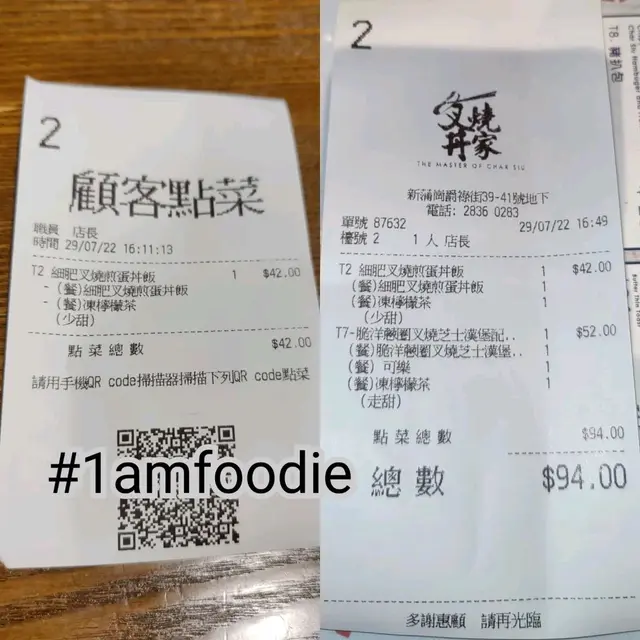 2
顧客點菜
職員 店長
時間 29/07/22 16:11:13
T2 細肥叉燒煎蛋丼飯 1 $42.00
- (餐)細肥叉燒煎蛋丼飯
- (餐)凍檸檬茶
(少甜)
點菜總數 $42.00
請用手機QR code掃描器掃描下列QR code點菜
#1amfoodie
2
叉燒丼家
THE MASTER OF CHAR SIU
新蒲崗爵祿街39-41號地下
電話: 2836 0283
單號 87632 29/07/22 16:49
檯號 2 1 人 店長
T2 細肥叉燒煎蛋丼飯 1 $42.00
(餐)細肥叉燒煎蛋丼飯 1
(餐)凍檸檬茶 1
(少甜)
T7-脆洋蔥圈叉燒芝士漢堡記.. 1 $52.00
(餐)脆洋蔥圈叉燒芝士漢堡.. 1
(餐) 可樂 1
(餐)凍檸檬茶 1
(走甜)
點菜總數 $94.00
總數 $94.00
多謝惠顧 請再光臨
T8. 豬扒包